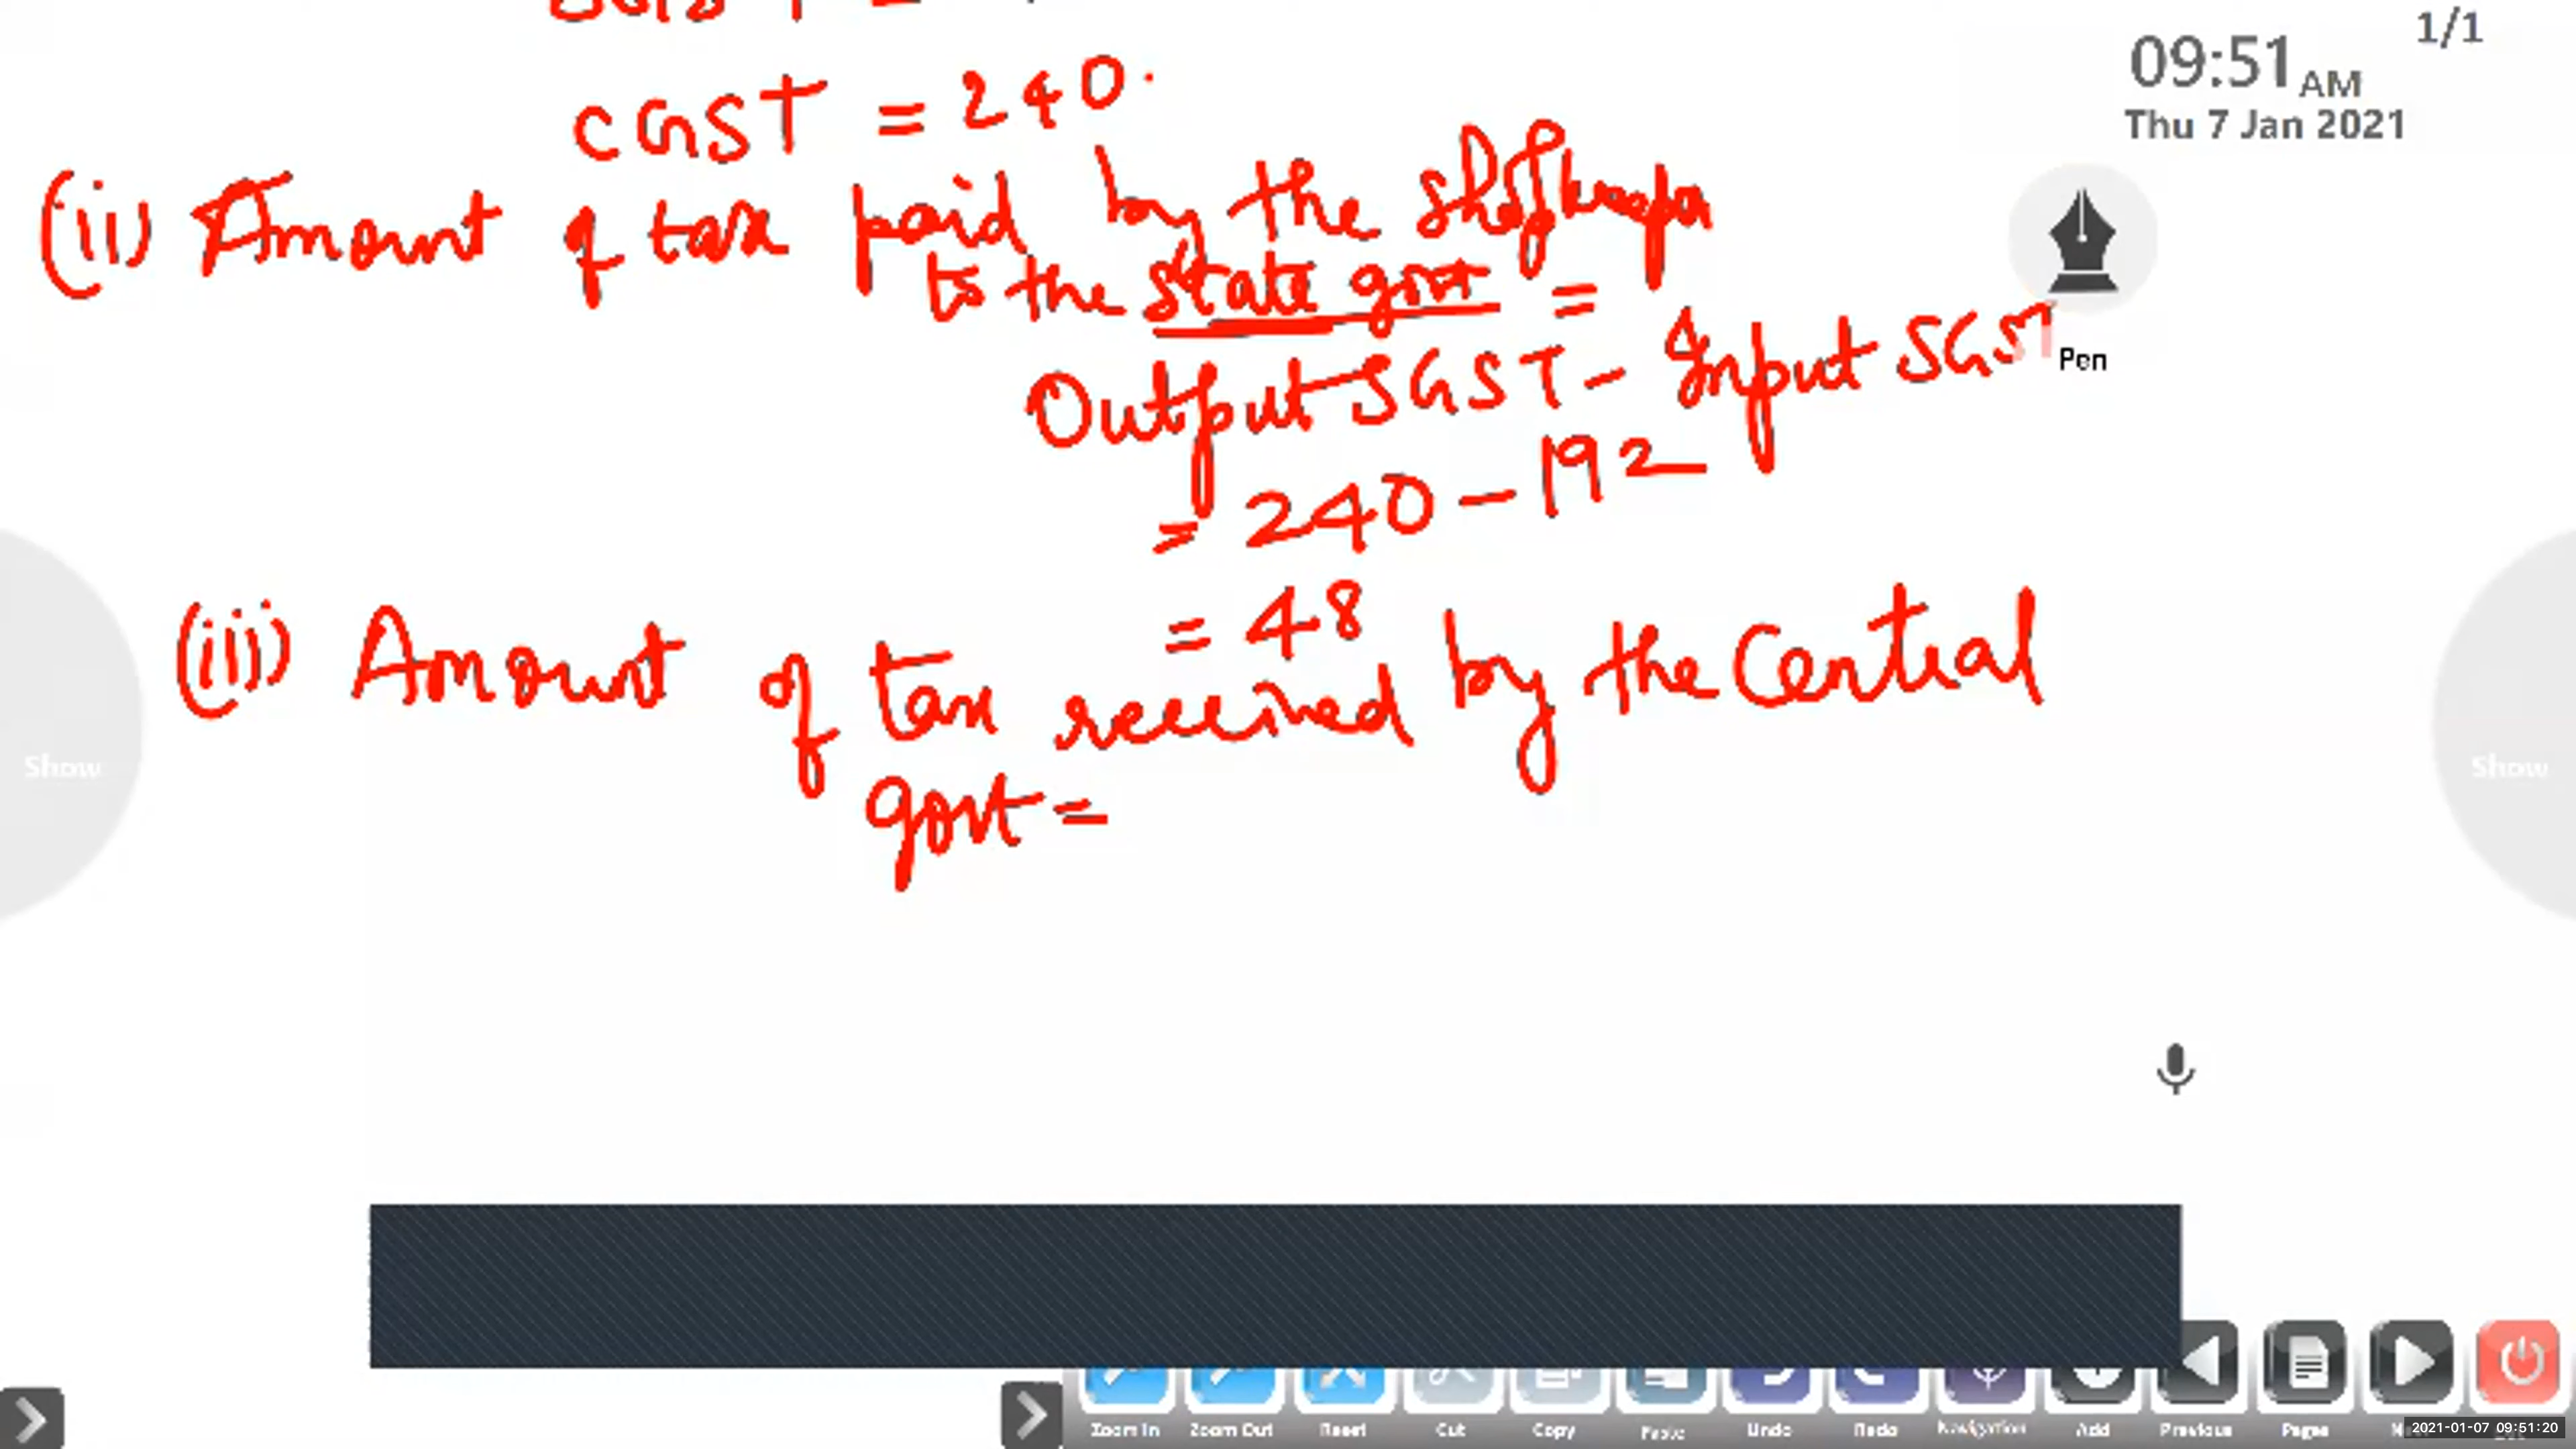 1/1
09:51 AM
Thu 7 Jan 2021
CGST = 240.
(ii) Amount of tax paid by the shopkeeper
to the state govt =
Output SGST - Input SGST
Pen
= 240 - 192
= 48
(iii) Amount of tax received by the Central
govt =
Show
Show
Zoom In Zoom Out Reset Cut Copy Paste Undo Redo Navigation Add Previous Pages
2021-01-07 09:51:20